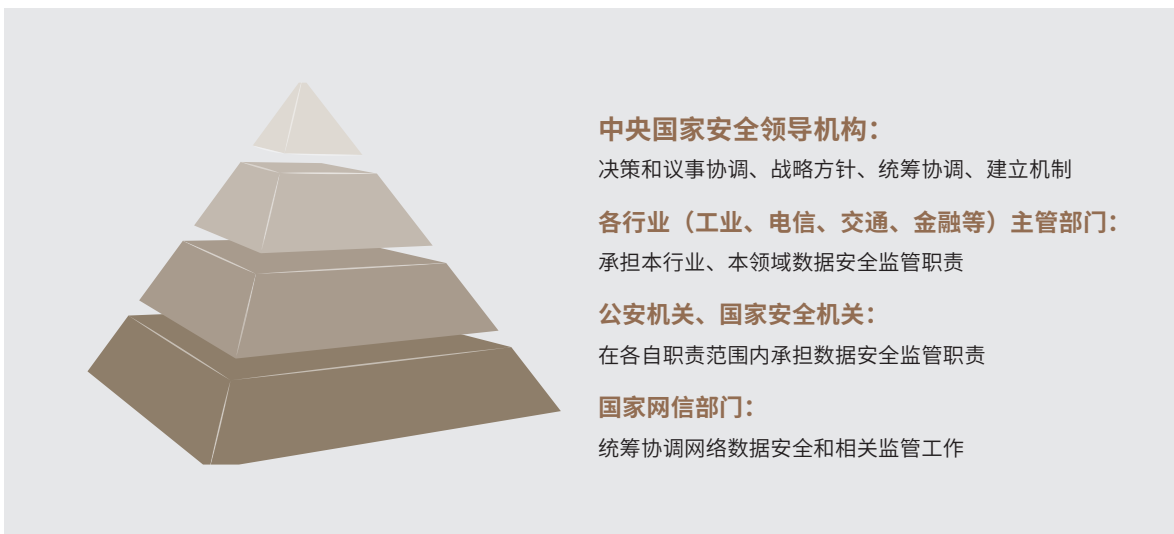 中央国家安全领导机构：
决策和议事协调、战略方针、统筹协调、建立机制
各行业（工业、电信、交通、金融等）主管部门：
承担本行业、本领域数据安全监管职责
公安机关、国家安全机关：
在各自职责范围内承担数据安全监管职责
国家网信部门：
统筹协调网络数据安全和相关监管工作